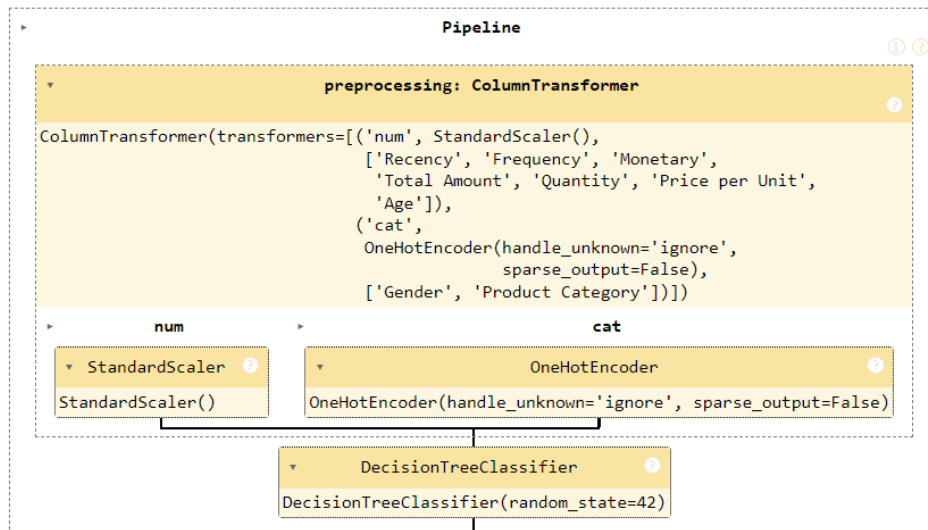 Pipeline
preprocessing: ColumnTransformer
ColumnTransformer(transformers=[('num', StandardScaler(),
['Recency', 'Frequency', 'Monetary',
'Total Amount', 'Quantity', 'Price per Unit',
'Age']),
('cat',
OneHotEncoder(handle_unknown='ignore',
sparse_output=False),
['Gender', 'Product Category'])])
num
cat
StandardScaler ?
OneHotEncoder ?
StandardScaler()
OneHotEncoder(handle_unknown='ignore', sparse_output=False)
DecisionTreeClassifier ?
DecisionTreeClassifier(random_state=42)